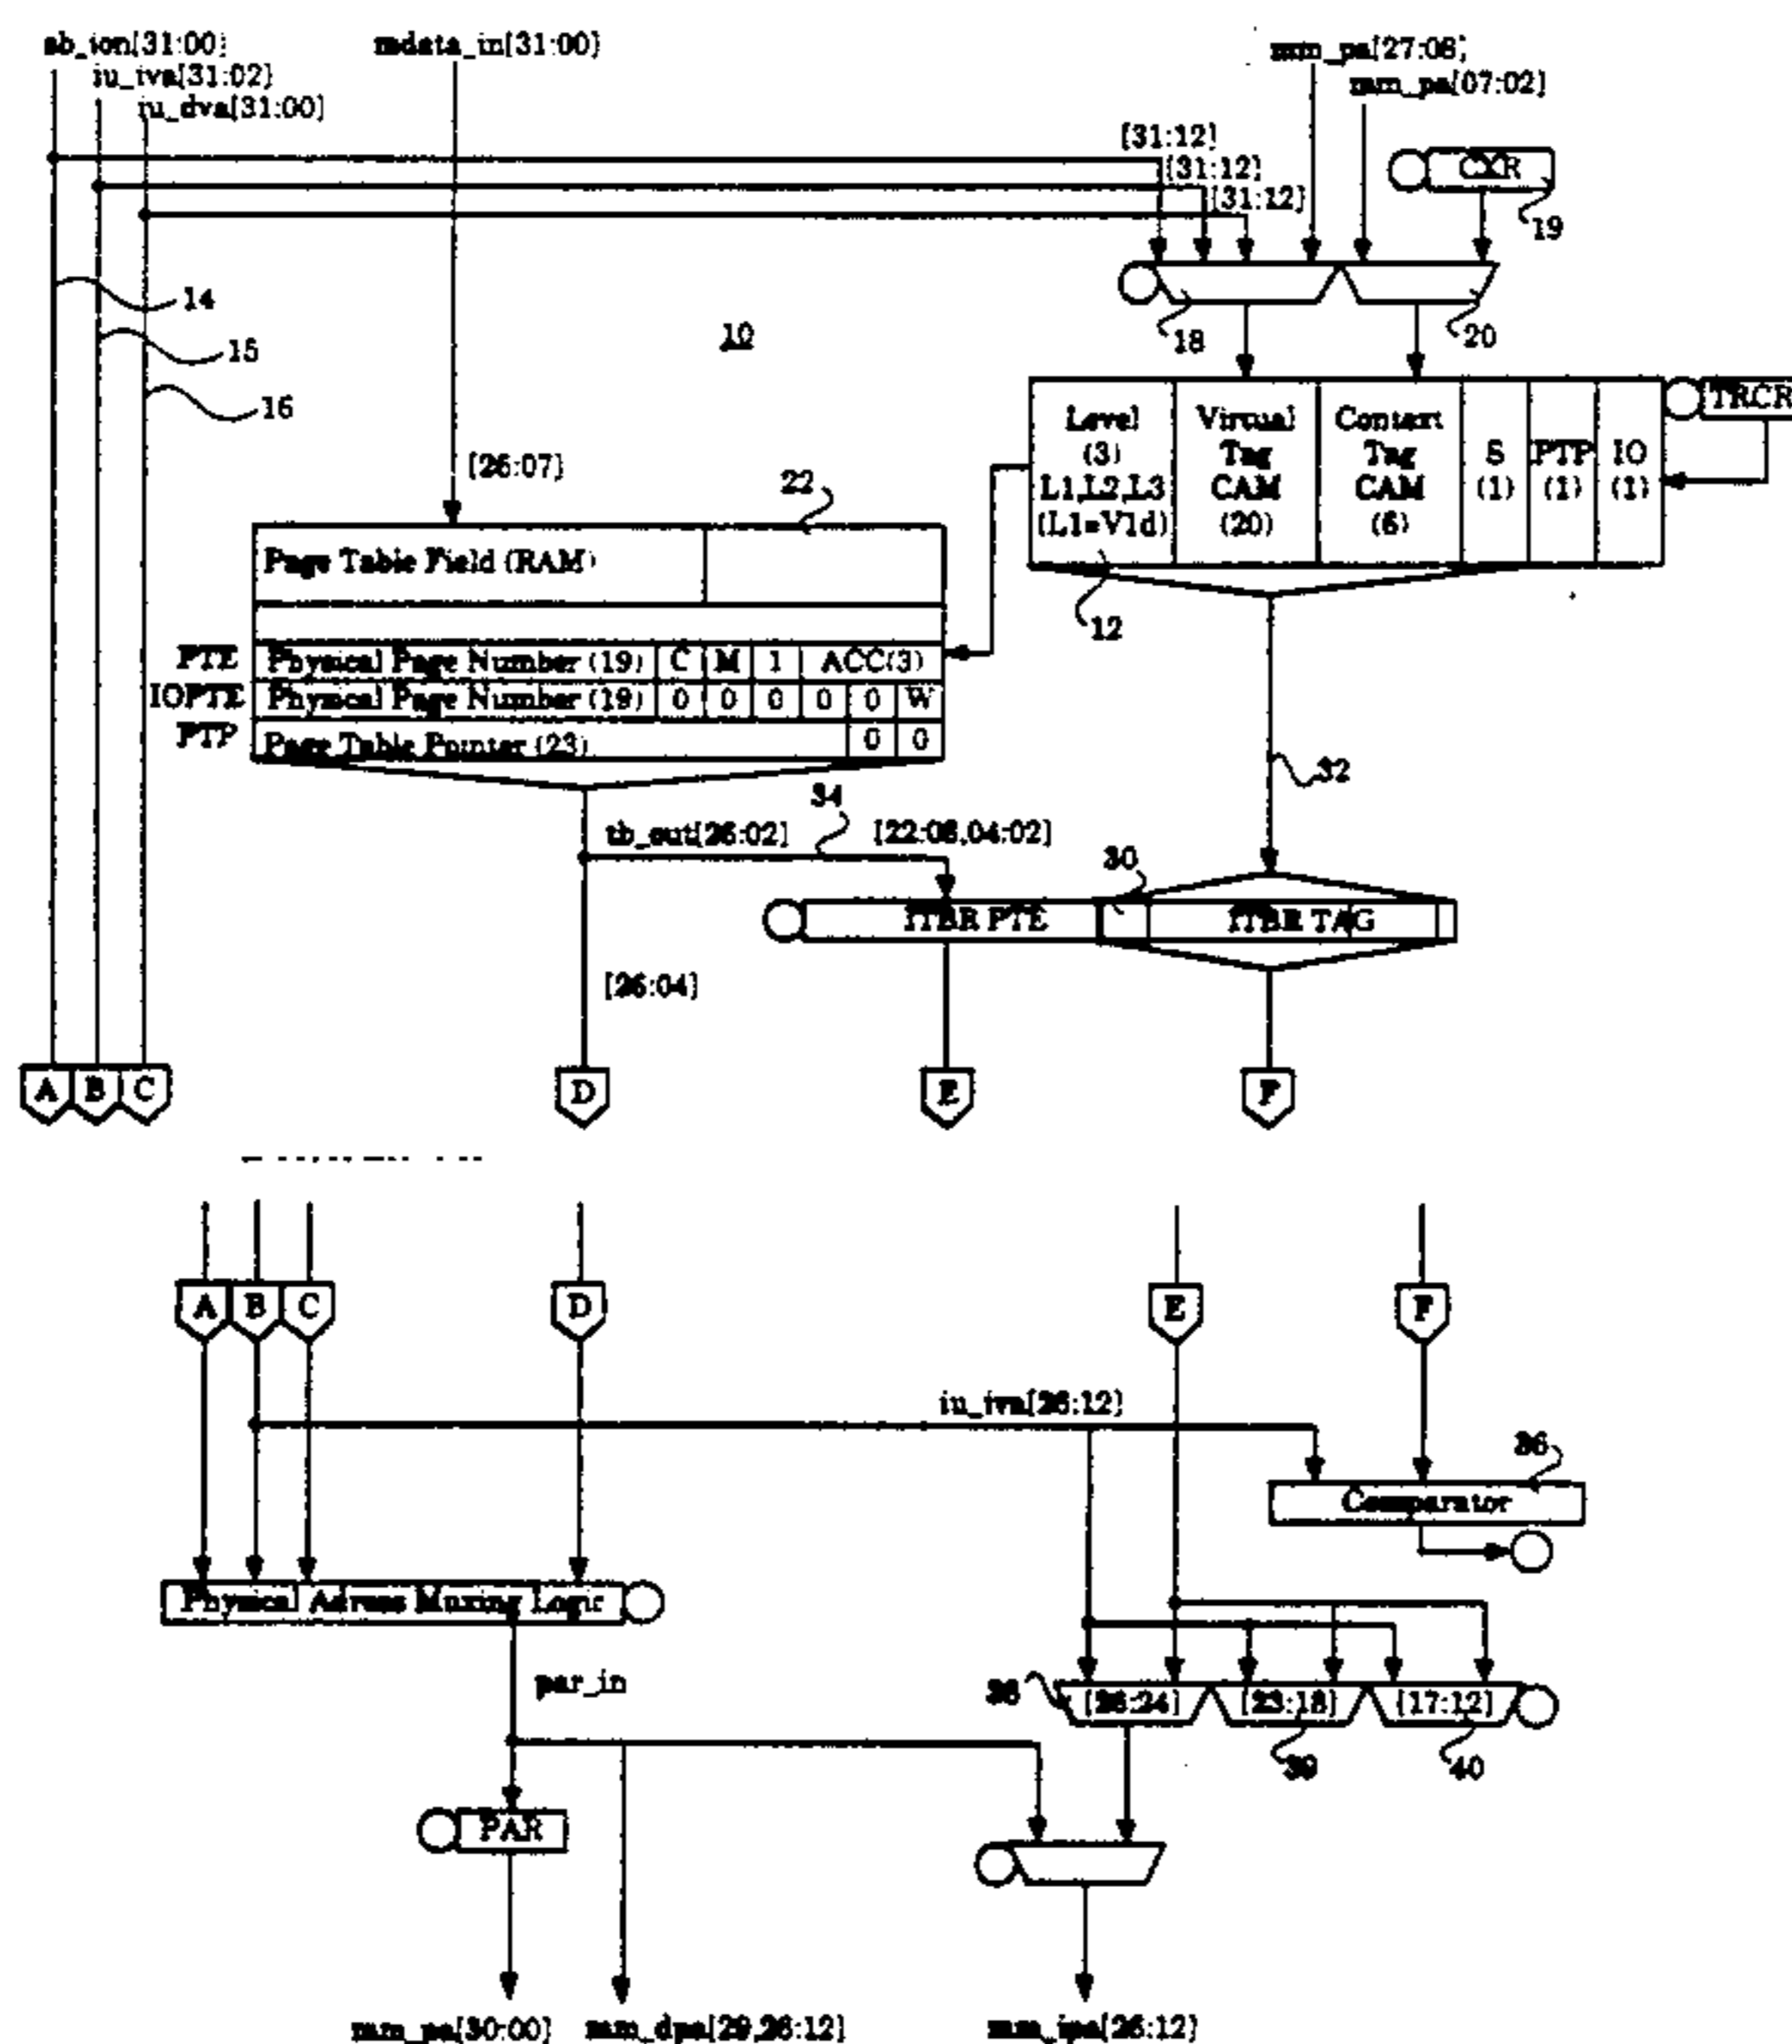 sb_ion[31:00]
iu_iva[31:02]
iu_dva[31:00]
mdata_in[31:00]
mm_pa[27:08]
mm_pa[07:02]
[31:12]
[31:12]
[31:12]
CXR
19
14
15
16
10
18
20
[26:07]
22
Level
(3)
L1,L2,L3
(L1=Vld)
Virtual
Tag
CAM
(20)
Context
Tag
CAM
(6)
S
(1)
PTP
(1)
IO
(1)
TRCR
12
Page Table Field (RAM)
PTE Physical Page Number (19) C M 1 ACC(3)
IOPTE Physical Page Number (19) 0 0 0 0 0 W
PTP Page Table Pointer (23) 0 0
32
34
tb_out[26:02]
[22:08,04:02]
30
ITBR PTE
ITBR TAG
[26:04]
A B C D E F
A B C D E F
iu_iva[26:12]
36
Comparator
Physical Adress Muxing Logic
par_in
38
[26:24]
[23:18]
[17:12]
39
40
PAR
mm_pa[30:00]
mm_dpa[29,26:12]
mm_ipa[26:12]